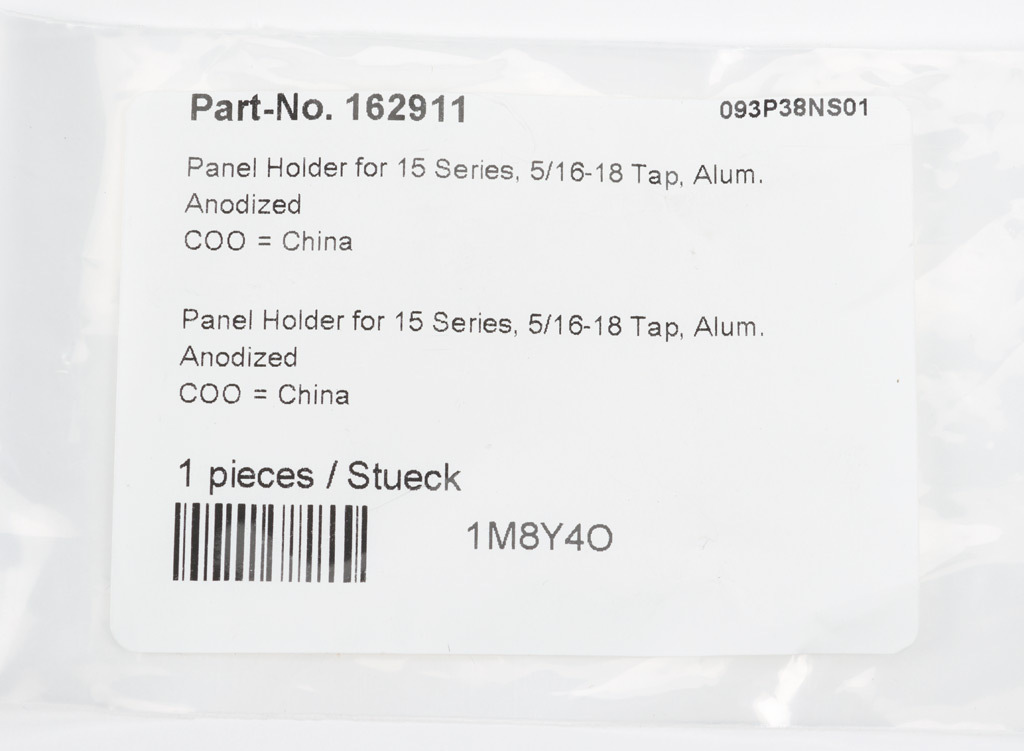 Part-No. 162911 093P38NS01
Panel Holder for 15 Series, 5/16-18 Tap, Alum.
Anodized
COO = China
Panel Holder for 15 Series, 5/16-18 Tap, Alum.
Anodized
COO = China
1 pieces / Stueck
1M8Y4O